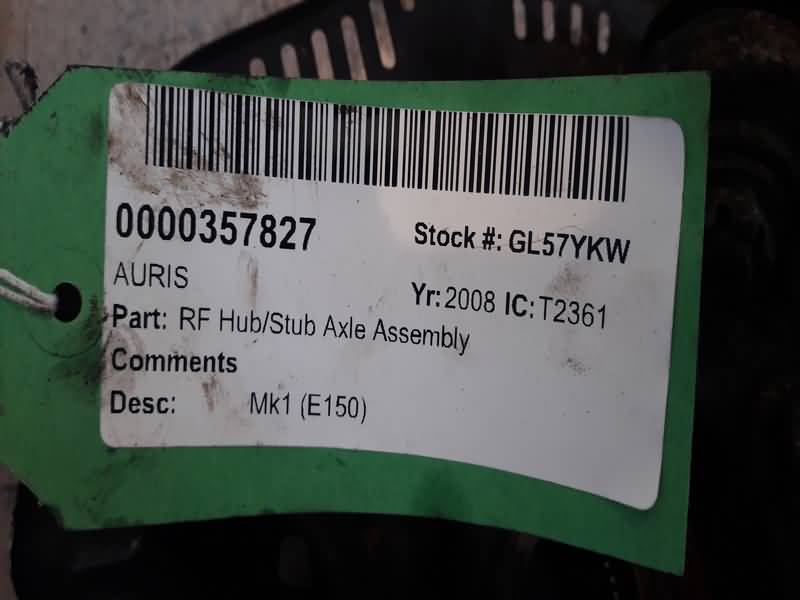 0000357827 Stock #: GL57YKW
AURIS Yr: 2008 IC: T2361
Part: RF Hub/Stub Axle Assembly
Comments
Desc: Mk1 (E150)